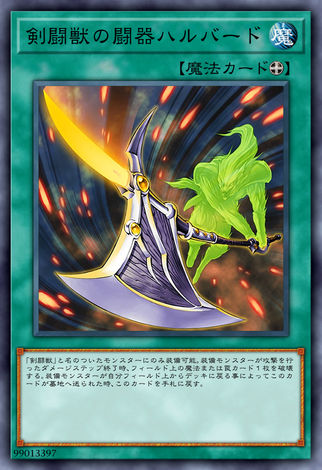 剣闘獣の闘器ハルバード 魔
【魔法カード】
「剣闘獣」と名のついたモンスターにのみ装備可能。装備モンスターが攻撃を行
ったダメージステップ終了時、フィールド上の魔法または罠カード1枚を破壊
する。装備モンスターが自分フィールド上からデッキに戻る事によってこのカ
ードが墓地へ送られた時、このカードを手札に戻す。
99013397